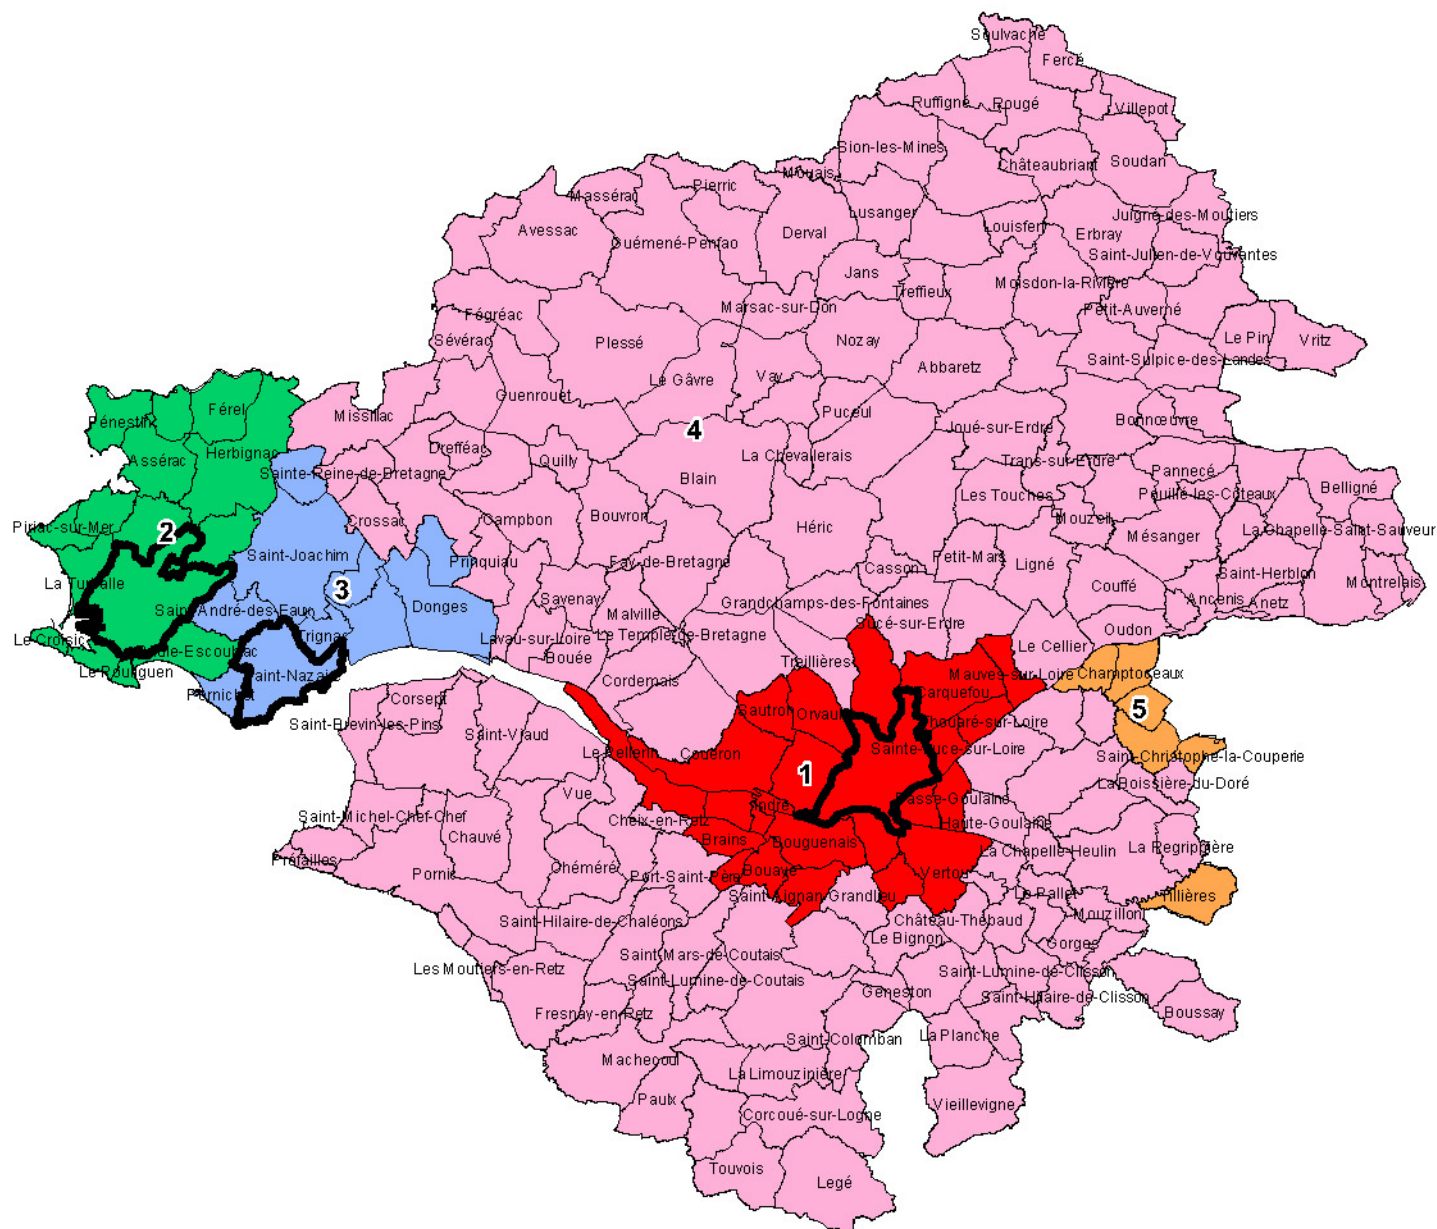 Soulvache
Fercé
Ruffigné
Rougé
Villepot
Sion-les-Mines
Châteaubriant
Soudan
Mouais
Pierric
Massérac
Lusanger
Juigné-des-Moutiers
Avessac
Guémené-Penfao
Derval
Louisfert
Erbray
Saint-Julien-de-Vouvantes
Jans
Treffieux
Moisdon-la-Rivière
Fégréac
Marsac-sur-Don
Petit-Auverné
Sévérac
Plessé
Nozay
Le Pin
Vritz
Abbaretz
Saint-Sulpice-des-Landes
Le Gâvre
Vay
Guenrouet
Férel
Missillac
Puceul
Pénestin
Bonnœuvre
4
Joué-sur-Erdre
Drefféac
Herbignac
Assérac
Quilly
La Chevallerais
Trans-sur-Erdre
Sainte-Reine-de-Bretagne
Blain
Pannecé
Belligné
Les Touches
Pouillé-les-Côteaux
Crossac
Campbon
Bouvron
Mouzeil
Piriac-sur-Mer
2
Héric
La Chapelle-Saint-Sauveur
Mésanger
Saint-Joachim
Prinquiau
Fay-de-Bretagne
Petit-Mars
Casson
Ligné
Saint-Herblon
La Turballe
3
Couffé
Montrelais
Saint-André-des-Eaux
Donges
Savenay
Grandchamps-des-Fontaines
Ancenis
Anetz
Malville
Sucé-sur-Erdre
Trignac
Le Temple-de-Bretagne
Oudon
Le Croisic
Lavau-sur-Loire
Le Cellier
Bouée
Treillières
Le Pouliguen
Mauves-sur-Loire
Champtoceaux
Cordemais
Carquefou
Pornichet
Corsept
Sautron
Orvault
5
Saint-Brevin-les-Pins
Thouaré-sur-Loire
Saint-Viaud
Le Pellerin
Couëron
Sainte-Luce-sur-Loire
Saint-Christophe-la-Couperie
1
La Boissière-du-Doré
Vue
Basse-Goulaine
Saint-Michel-Chef-Chef
Cheix-en-Retz
Haute-Goulaine
Chauvé
Brains
Bouguenais
La Regrippière
Préfailles
La Chapelle-Heulin
Chéméré
Pornic
Port-Saint-Père
Bouaye
Vertou
Saint-Aignan-Grandlieu
Le Pallet
Tillières
Mouzillon
Saint-Hilaire-de-Chaléons
Château-Thébaud
Le Bignon
Gorges
Saint-Mars-de-Coutais
Les Moutiers-en-Retz
Saint-Lumine-de-Clisson
Saint-Lumine-de-Coutais
Geneston
Saint-Hilaire-de-Clisson
Fresnay-en-Retz
Boussay
La Planche
Saint-Colomban
Machecoul
La Limouzinière
Paulx
Vieillevigne
Corcoué-sur-Logne
Touvois
Legé